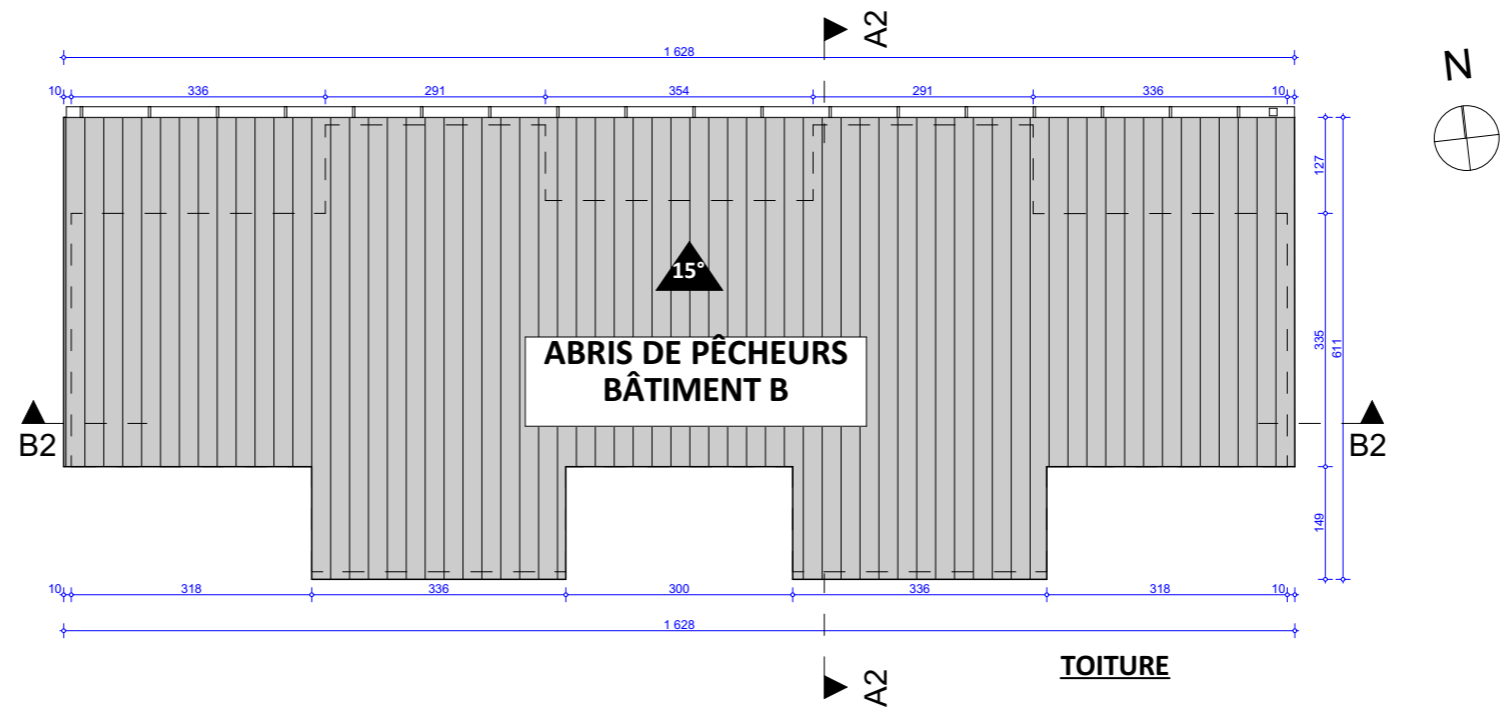 A2
1 628
N
10 336 291 354 291 336 10
127
15°
335
611
ABRIS DE PÊCHEURS
BÂTIMENT B
B2
B2
149
10 318 336 300 336 318 10
1 628
TOITURE
A2